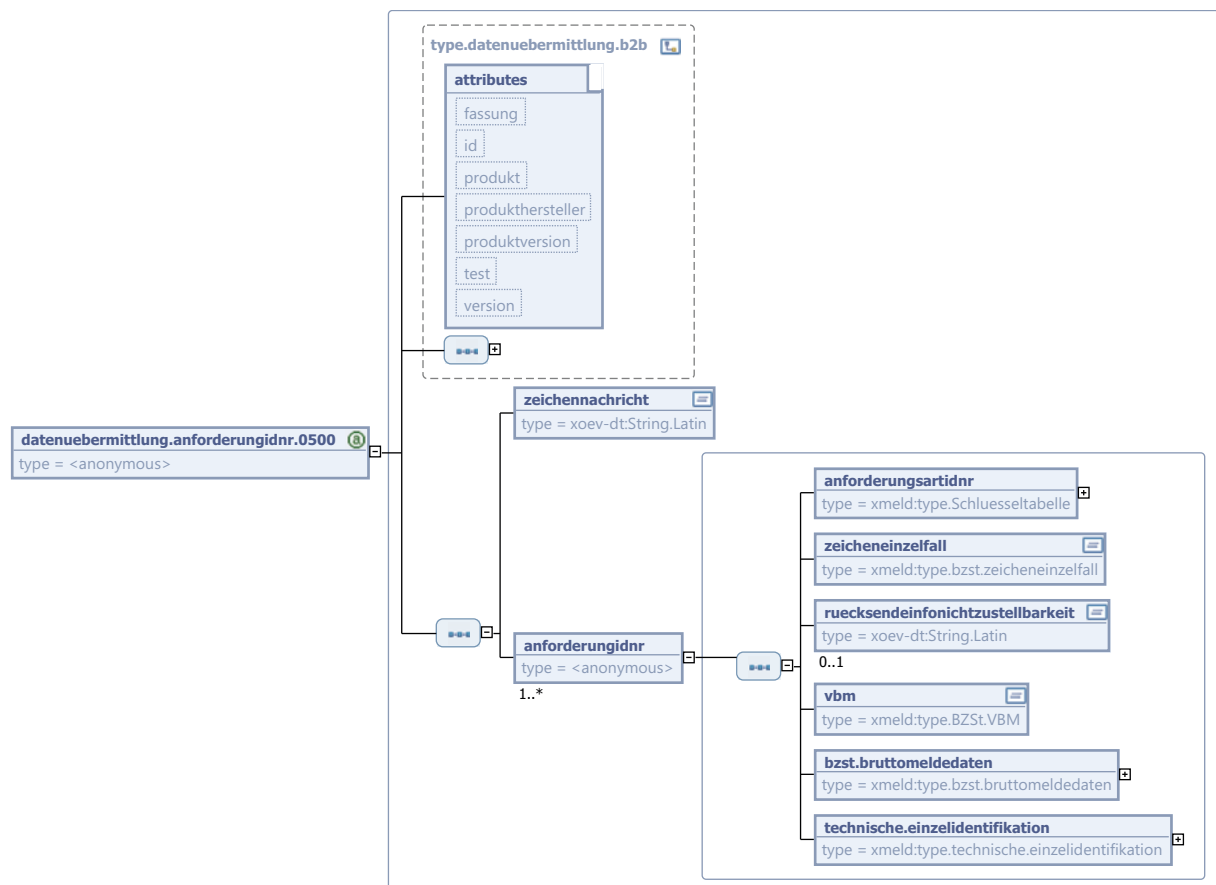 type.datenuebermittlung.b2b
attributes
fassung
id
produkt
produkthersteller
produktversion
test
version
zeichennachricht
type = xoev-dt:String.Latin
datenuebermittlung.anforderungidnr.0500
type = <anonymous>
anforderungsartidnr
type = xmeld:type.Schluesseltabelle
zeicheneinzelfall
type = xmeld:type.bzst.zeicheneinzelfall
ruecksendeinfonichtzustellbarkeit
type = xoev-dt:String.Latin
0..1
anforderungidnr
type = <anonymous>
1..*
vbm
type = xmeld:type.BZSt.VBM
bzst.bruttomeldedaten
type = xmeld:type.bzst.bruttomeldedaten
technische.einzelidentifikation
type = xmeld:type.technische.einzelidentifikation